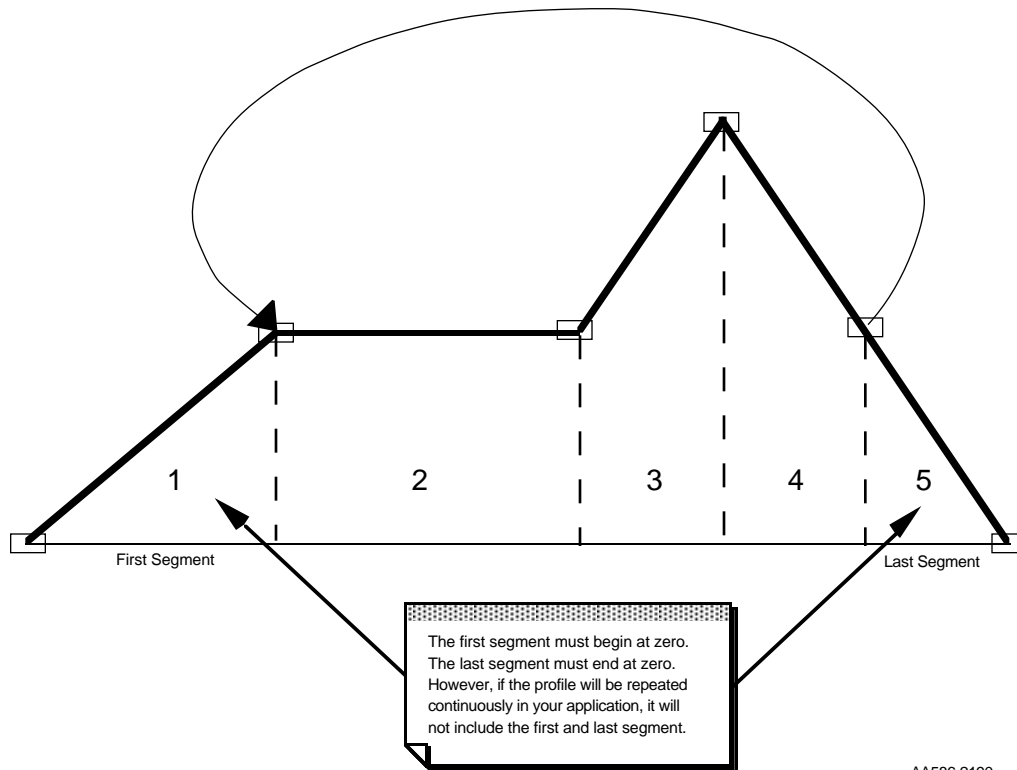 1
2
3
4
5
First Segment
Last Segment
The first segment must begin at zero.
The last segment must end at zero.
However, if the profile will be repeated
continuously in your application, it will
not include the first and last segment.